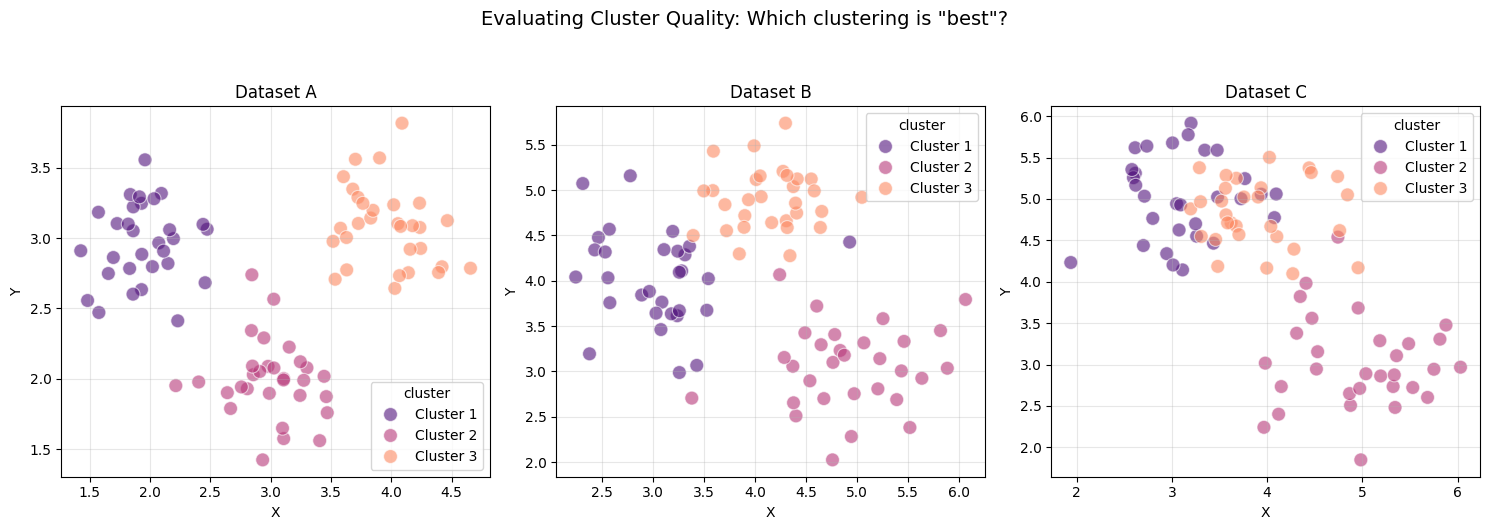 Evaluating Cluster Quality: Which clustering is "best"?
Dataset A
3.5
3.0
2.5
2.0
1.5
Y
1.5 2.0 2.5 3.0 3.5 4.0 4.5
X
cluster
Cluster 1
Cluster 2
Cluster 3
Dataset B
5.5
5.0
4.5
4.0
3.5
3.0
2.5
2.0
Y
2.5 3.0 3.5 4.0 4.5 5.0 5.5 6.0
X
cluster
Cluster 1
Cluster 2
Cluster 3
Dataset C
6.0
5.5
5.0
4.5
4.0
3.5
3.0
2.5
2.0
Y
2 3 4 5 6
X
cluster
Cluster 1
Cluster 2
Cluster 3